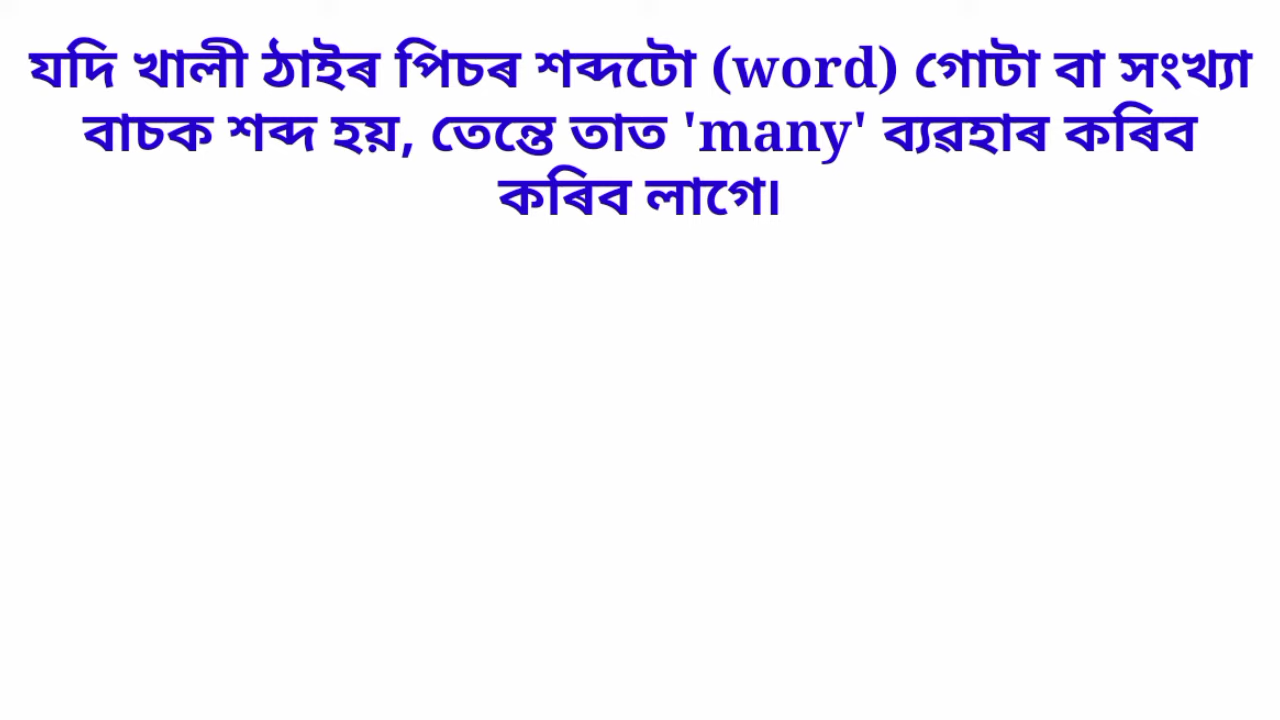 যদি খালী ঠাইৰ পিচৰ শব্দটো (word) গোটা বা সংখ্যা
বাচক শব্দ হয়, তেন্তে তাত 'many' ব্যৱহাৰ কৰিব
কৰিব লাগে।